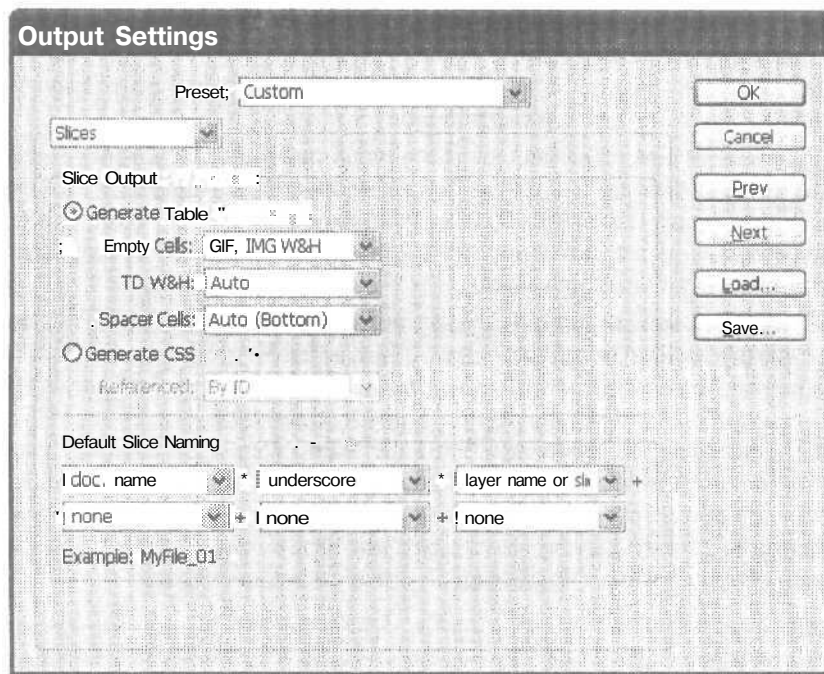 Output Settings
Preset; Custom
OK
Slices
Cancel
Slice Output :
Prev
Generate Table "
Next
; Empty Cells: GIF, IMG W&H
TD W&H: Auto
Load...
. Spacer Cells: Auto (Bottom)
Save...
Generate CSS . '•
Referenced: By ID
Default Slice Naming . -
I doc. name * underscore * layer name or +
' none + I none + ! none
Example: MyFile_01